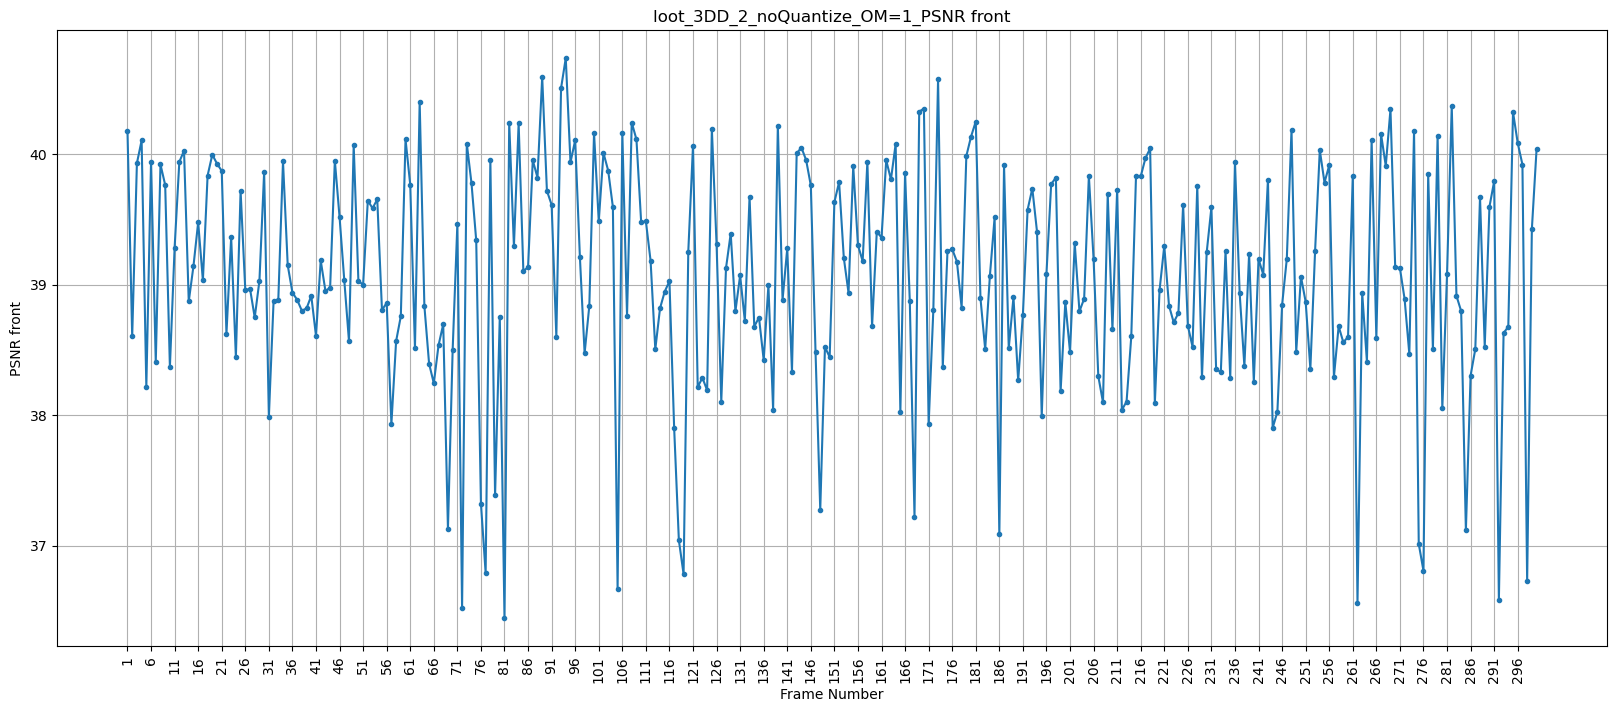 loot_3DD_2_noQuantize_OM=1_PSNR front
PSNR front
40
39
38
37
1 6 11 16 21 26 31 36 41 46 51 56 61 66 71 76 81 86 91 96 101 106 111 116 121 126 131 136 141 146 151 156 161 166 171 176 181 186 191 196 201 206 211 216 221 226 231 236 241 246 251 256 261 266 271 276 281 286 291 296
Frame Number